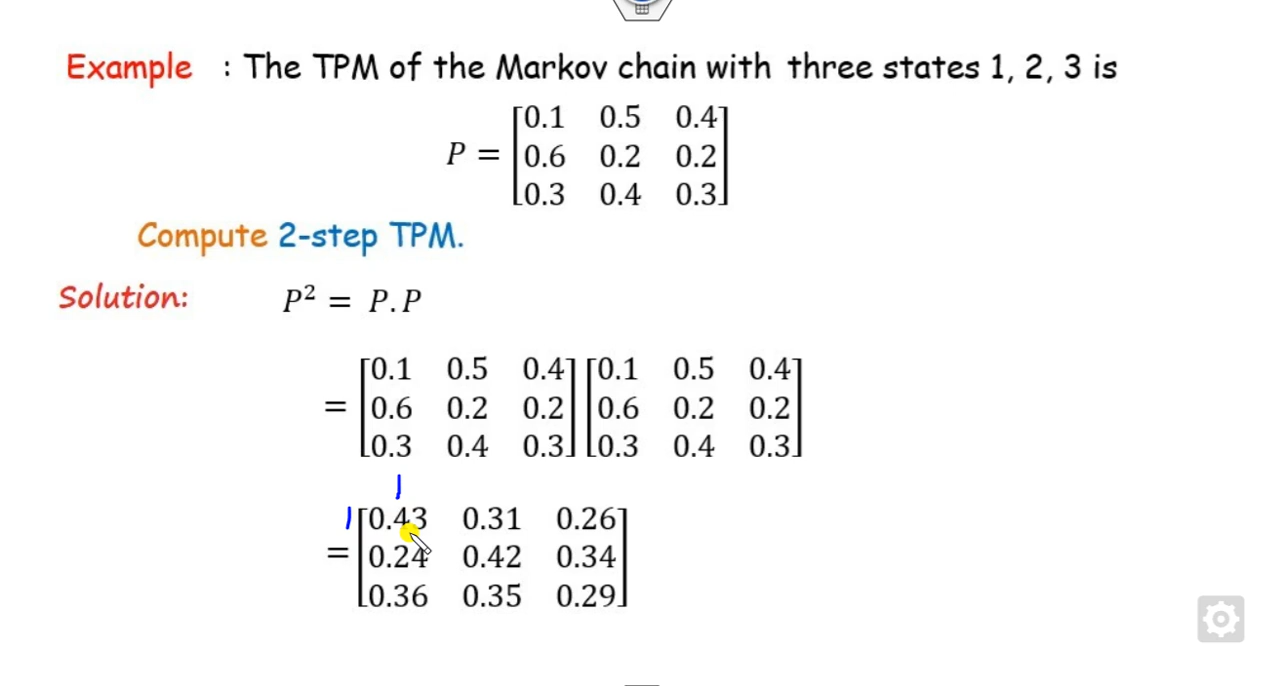 Example : The TPM of the Markov chain with three states 1, 2, 3 is
0.1 0.5 0.4
P = 0.6 0.2 0.2
0.3 0.4 0.3
Compute 2-step TPM.
Solution: P² = P.P
0.1 0.5 0.4 0.1 0.5 0.4
= 0.6 0.2 0.2 0.6 0.2 0.2
0.3 0.4 0.3 0.3 0.4 0.3
1
1 0.43 0.31 0.26
= 0.24 0.42 0.34
0.36 0.35 0.29